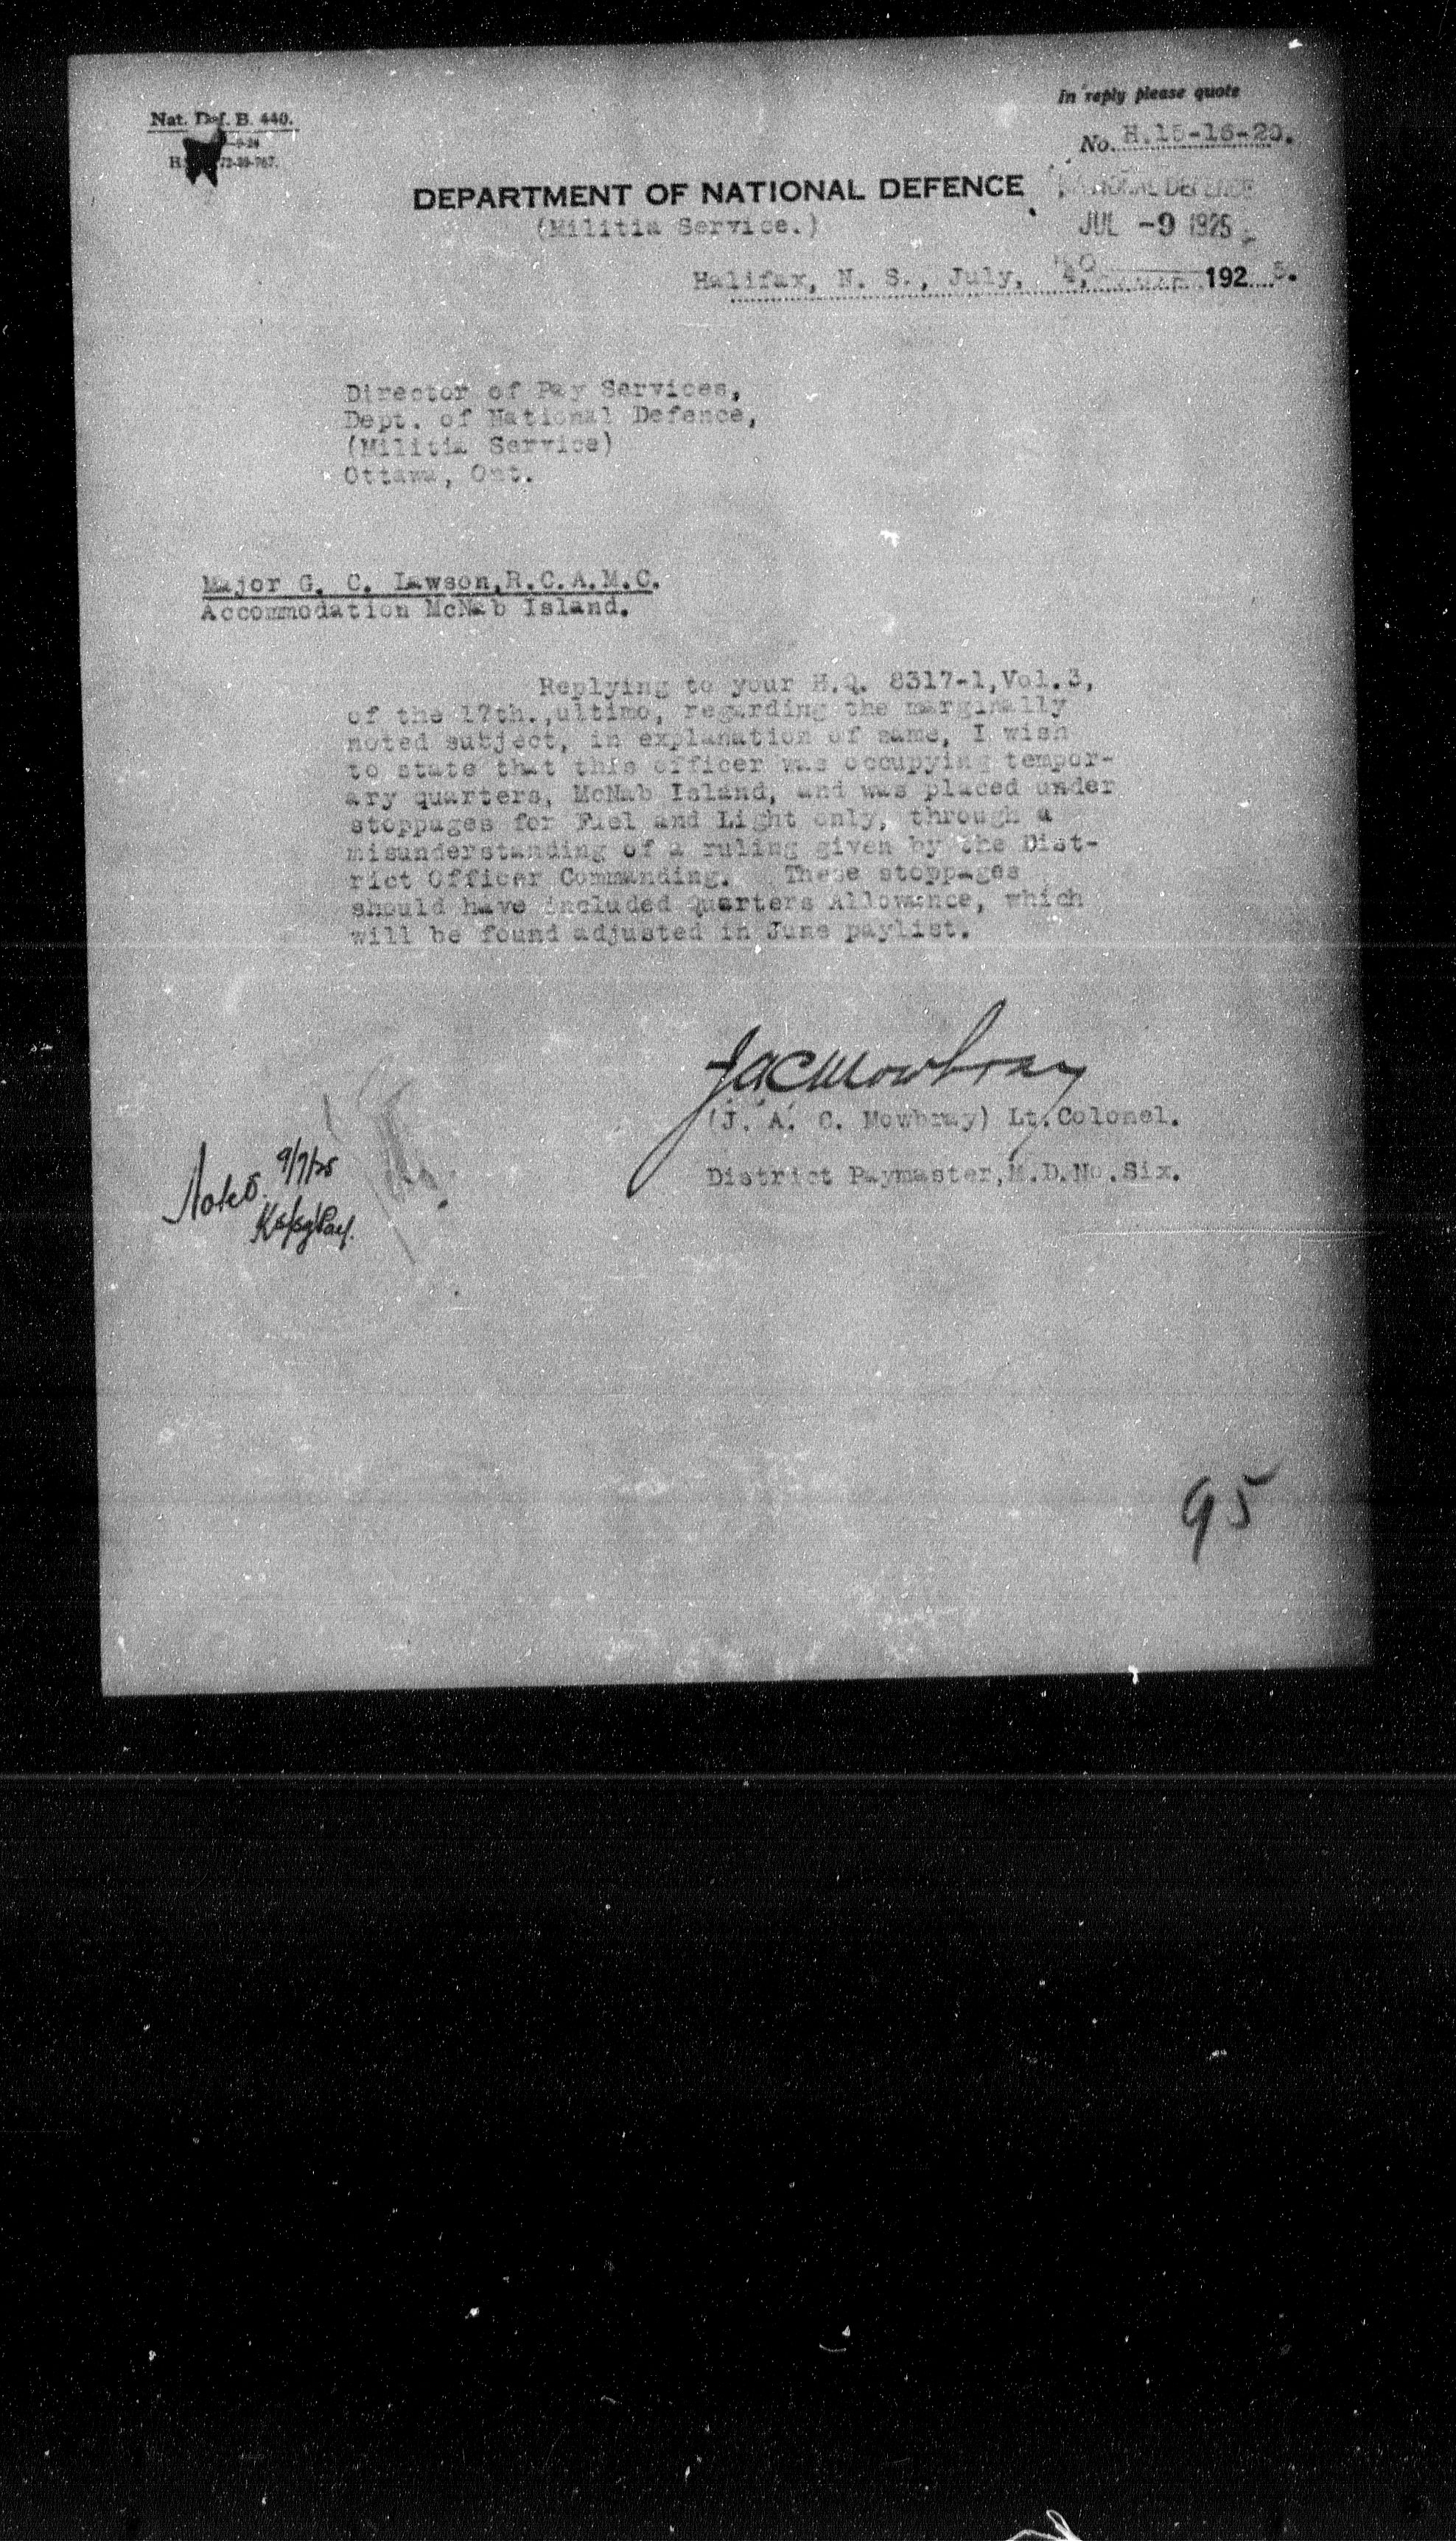 Nat. Def. B. 440.
In reply please quote
No. H.15-16-20.
DEPARTMENT OF NATIONAL DEFENCE
NATIONAL DEFENCE
(Militia Service.)
JUL -9 1925
Halifax, N. S., July, 4, 1925.
Director of Pay Services,
Dept. of National Defence,
(Militia Service)
Ottawa, Ont.
Major G. C. Lawson,R.C.A.M.C.
Accommodation McNab Island.
Replying to your H.Q. 8317-1,Vol.3,
of the 17th.,ultimo, regarding the marginally
noted subject, in explanation of same, I wish
to state that this officer was occupying tempor-
ary quarters, McNab Island, and was placed under
stoppages for Fuel and Light only, through a
misunderstanding of a ruling given by the Dist-
rict Officer Commanding. These stoppages
should have included Quarters Allowance, which
will be found adjusted in June paylist.
JACMowbray
(J. A. C. Mowbray) Lt.Colonel.
District Paymaster,M.D.No.Six.
9/7/25
95